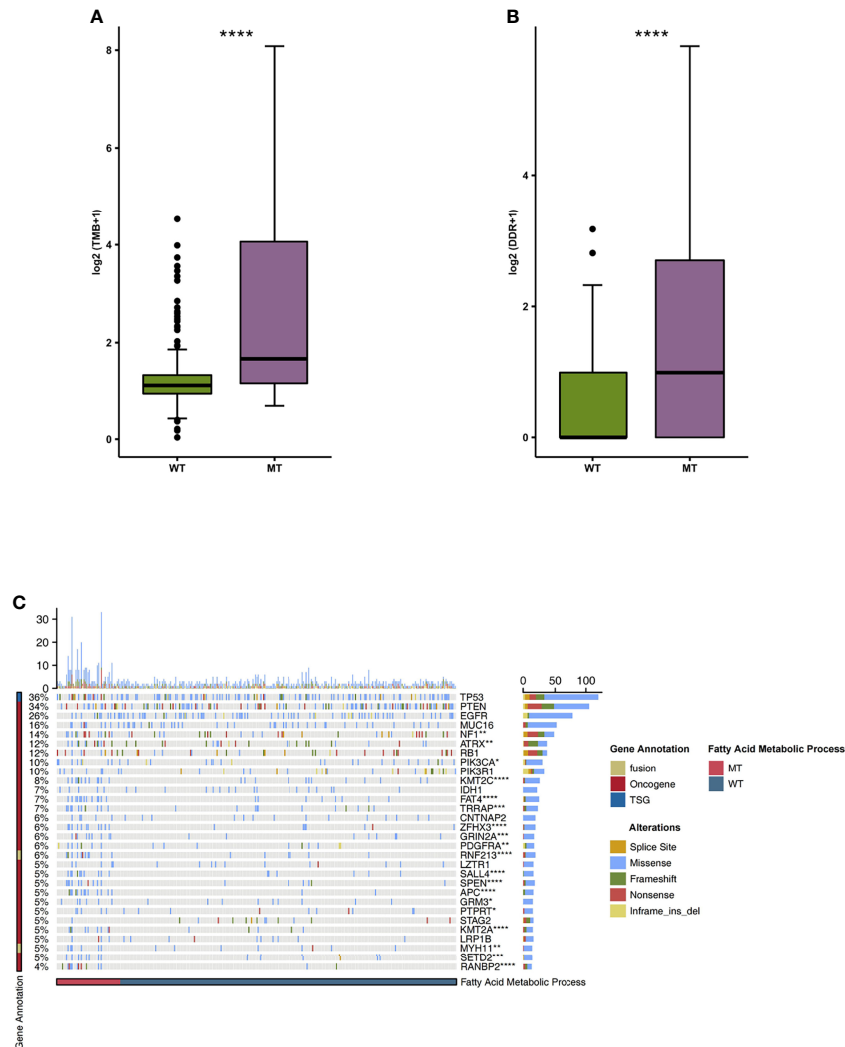 A
****
8
6
4
2
0
log2 (TMB+1)
WT
MT
B
****
4
2
0
log2 (DDR+1)
WT
MT
C
30
20
10
0
0 50 100
36% TP53
34% PTEN
26% EGFR
16% MUC16
14% NF1**
12% ATRX**
12% RB1
10% PIK3CA*
10% PIK3R1
8% KMT2C****
7% IDH1
7% FAT4****
7% TRRAP***
6% CNTNAP2
6% ZFHX3****
6% GRIN2A***
6% PDGFRA**
6% RNF213****
5% LZTR1
5% SALL4****
5% SPEN****
5% APC****
5% GRM3*
5% PTPRT*
5% STAG2
5% KMT2A****
5% LRP1B
5% MYH11**
5% SETD2***
4% RANBP2****
Fatty Acid Metabolic Process
Gene Annotation
Gene Annotation
fusion
Oncogene
TSG
Fatty Acid Metabolic Process
MT
WT
Alterations
Splice Site
Missense
Frameshift
Nonsense
Inframe_ins_del